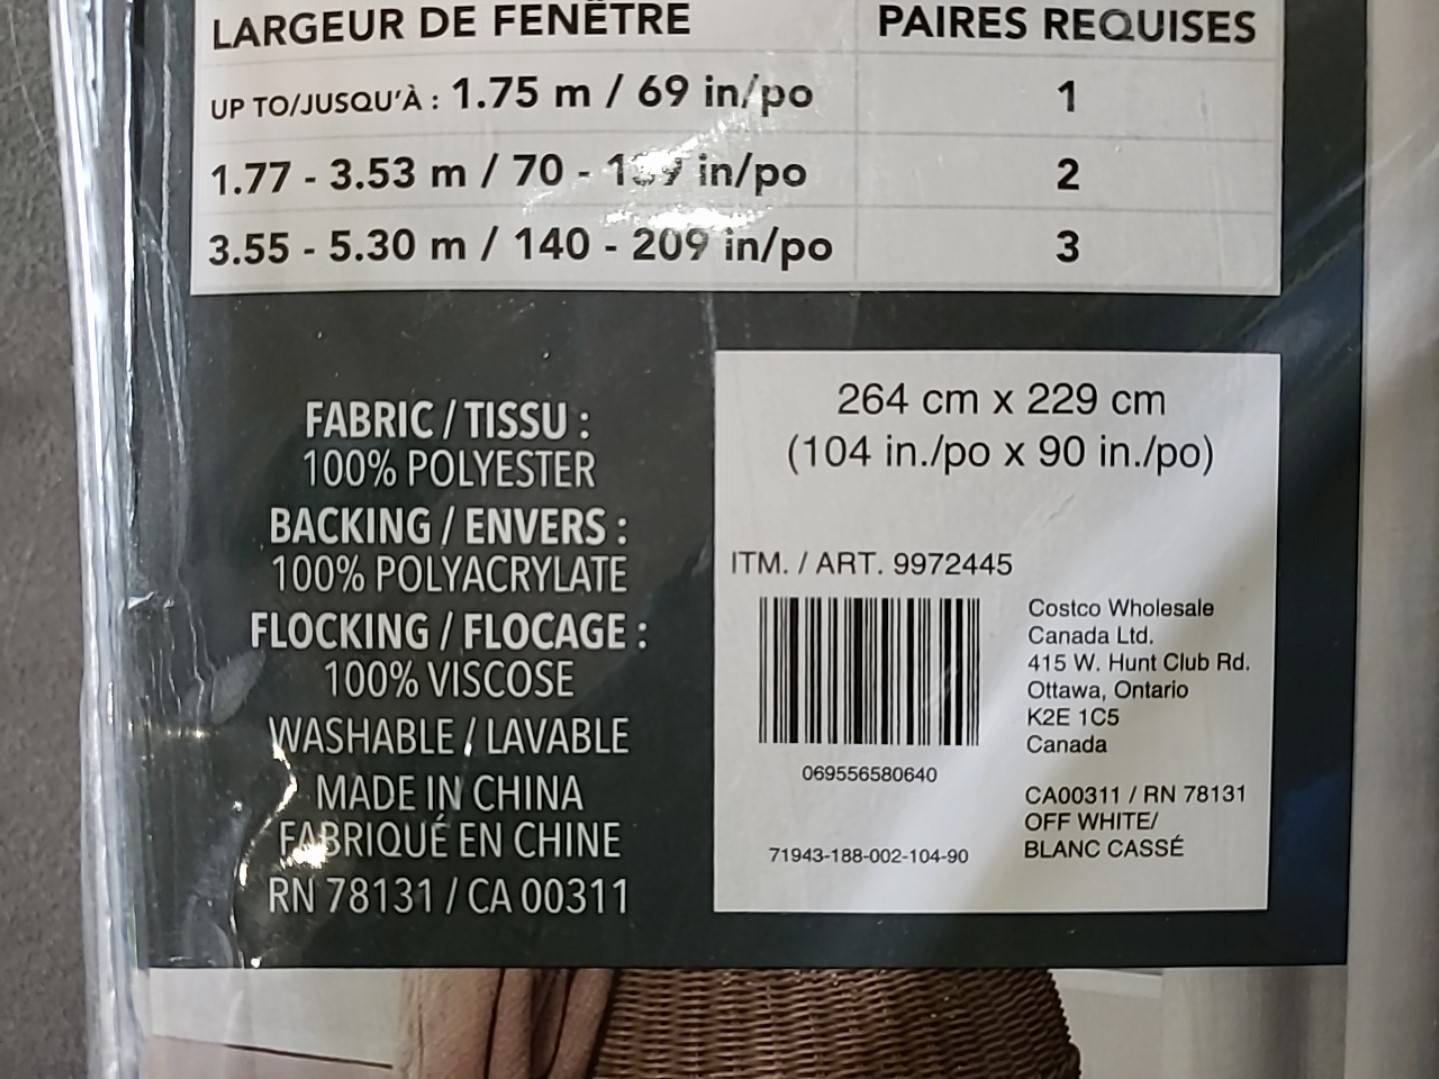 LARGEUR DE FENÊTRE PAIRES REQUISES
UP TO/JUSQU'À : 1.75 m / 69 in/po 1
1.77 - 3.53 m / 70 - 139 in/po 2
3.55 - 5.30 m / 140 - 209 in/po 3
FABRIC / TISSU :
100% POLYESTER
BACKING / ENVERS :
100% POLYACRYLATE
FLOCKING / FLOCAGE :
100% VISCOSE
WASHABLE / LAVABLE
MADE IN CHINA
FABRIQUÉ EN CHINE
RN 78131 / CA 00311
264 cm x 229 cm
(104 in./po x 90 in./po)
ITM. / ART. 9972445
069556580640
71943-188-002-104-90
Costco Wholesale
Canada Ltd.
415 W. Hunt Club Rd.
Ottawa, Ontario
K2E 1C5
Canada
CA00311 / RN 78131
OFF WHITE/
BLANC CASSÉ